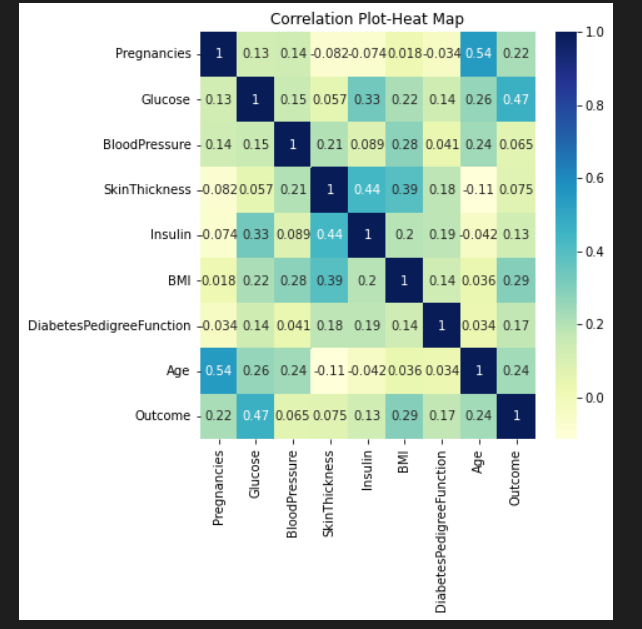 Correlation Plot-Heat Map
Pregnancies 1 0.13 0.14 -0.082 -0.074 0.018 -0.034 0.54 0.22
Glucose 0.13 1 0.15 0.057 0.33 0.22 0.14 0.26 0.47
BloodPressure 0.14 0.15 1 0.21 0.089 0.28 0.041 0.24 0.065
SkinThickness -0.082 0.057 0.21 1 0.44 0.39 0.18 -0.11 0.075
Insulin -0.074 0.33 0.089 0.44 1 0.2 0.19 -0.042 0.13
BMI 0.018 0.22 0.28 0.39 0.2 1 0.14 0.036 0.29
DiabetesPedigreeFunction -0.034 0.14 0.041 0.18 0.19 0.14 1 0.034 0.17
Age 0.54 0.26 0.24 -0.11 -0.042 0.036 0.034 1 0.24
Outcome 0.22 0.47 0.065 0.075 0.13 0.29 0.17 0.24 1
Pregnancies
Glucose
BloodPressure
SkinThickness
Insulin
BMI
DiabetesPedigreeFunction
Age
Outcome
1.0
0.8
0.6
0.4
0.2
0.0